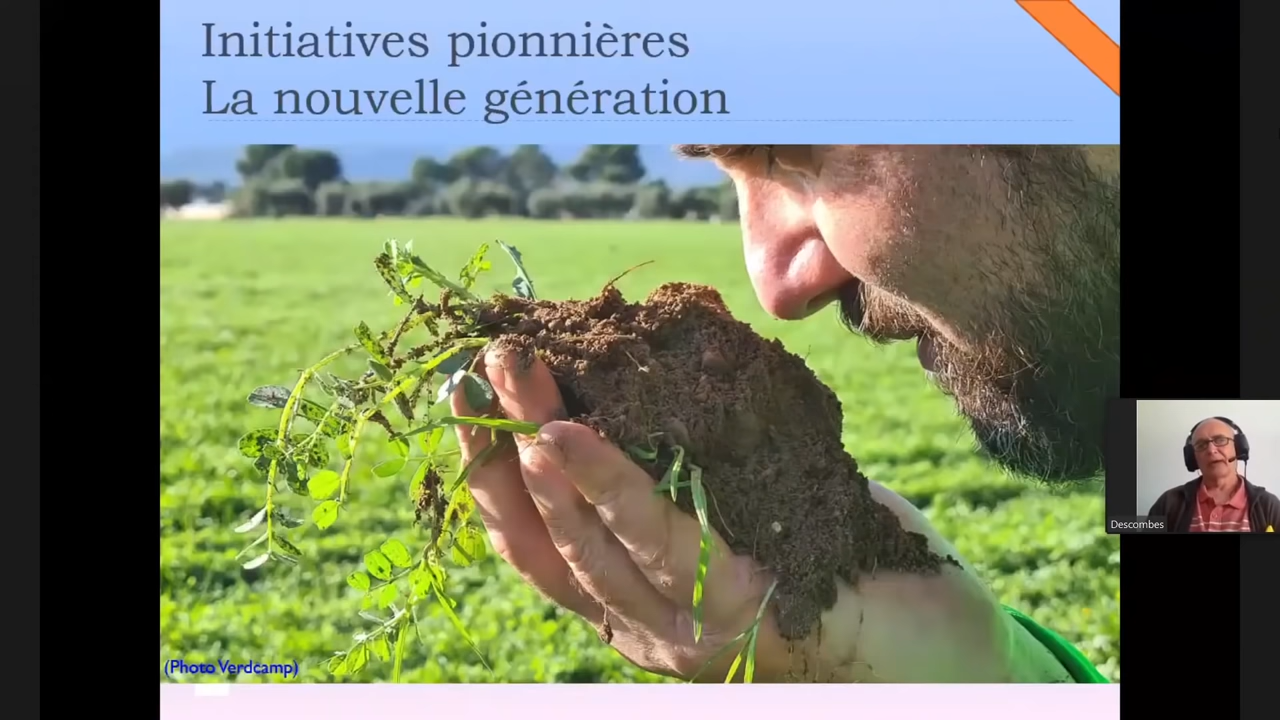 Initiatives pionnières
La nouvelle génération
(Photo Verdcamp)
Descombes